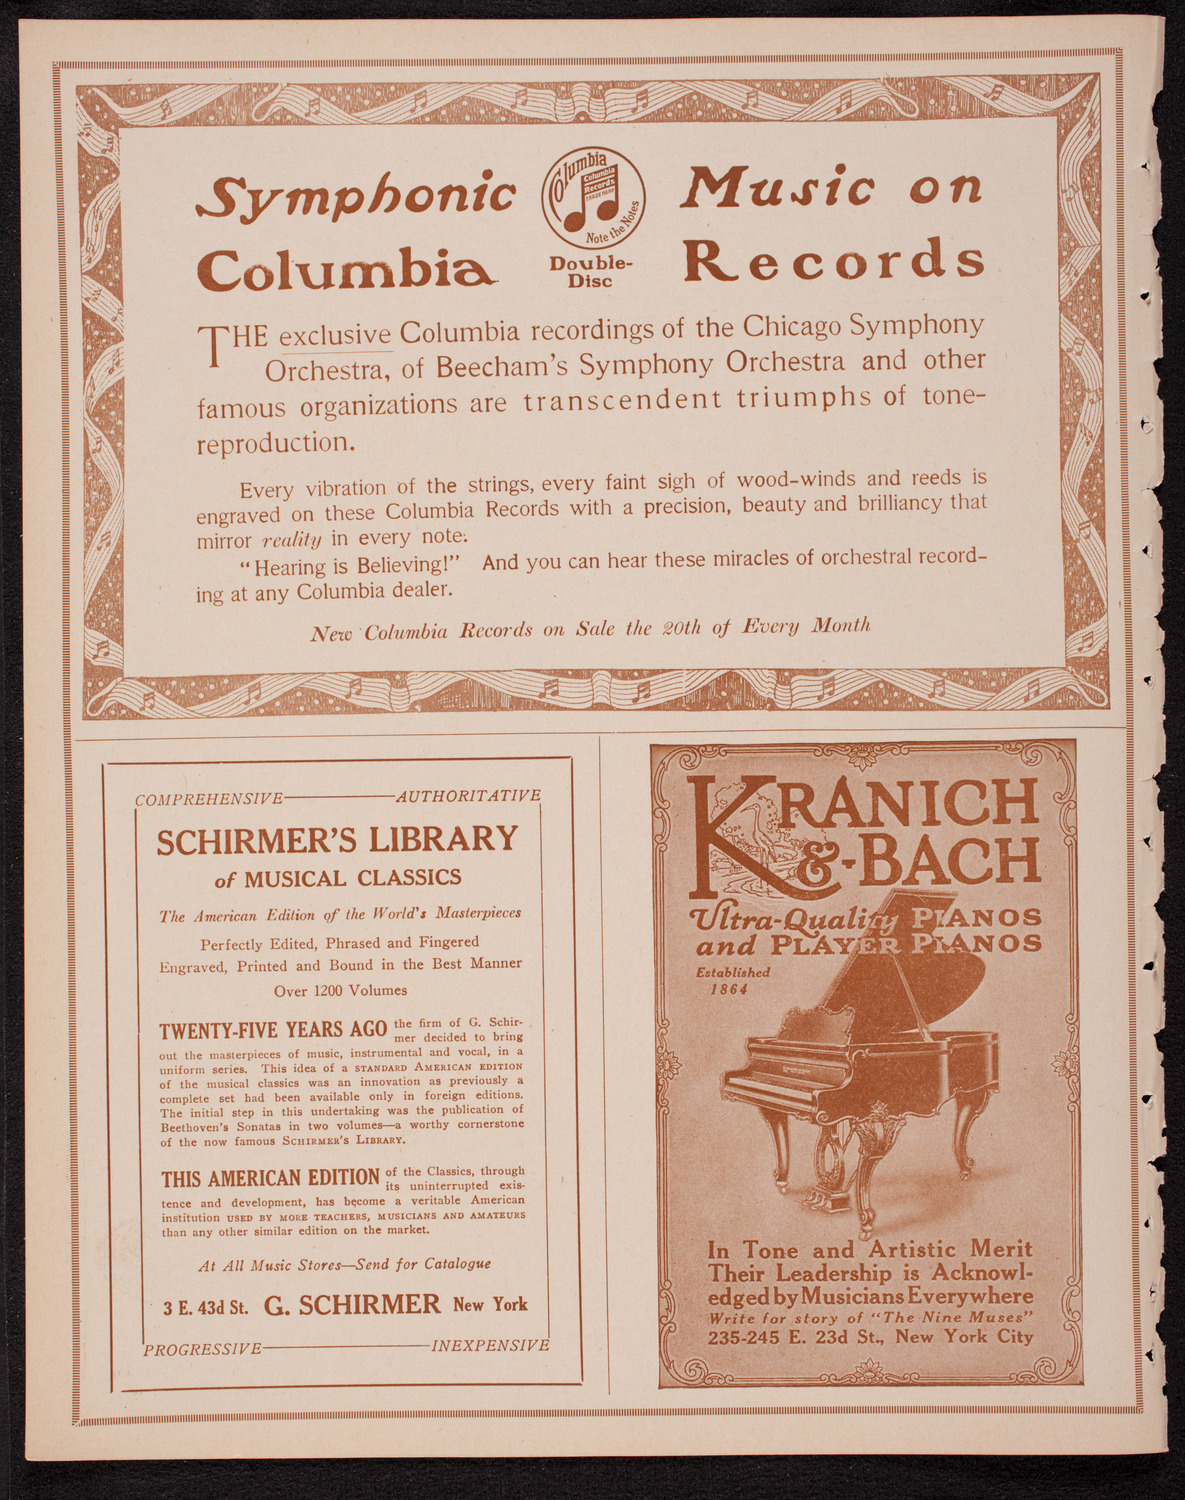 Symphonic Music on
Columbia Records
Columbia
Columbia
Records
TRADE MARK
Note the Notes
Double-
Disc
THE exclusive Columbia recordings of the Chicago Symphony
Orchestra, of Beecham's Symphony Orchestra and other
famous organizations are transcendent triumphs of tone-
reproduction.
Every vibration of the strings, every faint sigh of wood-winds and reeds is
engraved on these Columbia Records with a precision, beauty and brilliancy that
mirror reality in every note.
"Hearing is Believing!" And you can hear these miracles of orchestral record-
ing at any Columbia dealer.
New Columbia Records on Sale the 20th of Every Month
COMPREHENSIVE AUTHORITATIVE
SCHIRMER'S LIBRARY
of MUSICAL CLASSICS
The American Edition of the World's Masterpieces
Perfectly Edited, Phrased and Fingered
Engraved, Printed and Bound in the Best Manner
Over 1200 Volumes
TWENTY-FIVE YEARS AGO the firm of G. Schir-
mer decided to bring
out the masterpieces of music, instrumental and vocal, in a
uniform series. This idea of a STANDARD AMERICAN EDITION
of the musical classics was an innovation as previously a
complete set had been available only in foreign editions.
The initial step in this undertaking was the publication of
Beethoven's Sonatas in two volumes—a worthy cornerstone
of the now famous SCHIRMER'S LIBRARY.
THIS AMERICAN EDITION of the Classics, through
its uninterrupted exis-
tence and development, has become a veritable American
institution USED BY MORE TEACHERS, MUSICIANS AND AMATEURS
than any other similar edition on the market.
At All Music Stores—Send for Catalogue
3 E. 43d St. G. SCHIRMER New York
PROGRESSIVE INEXPENSIVE
KRANICH
&-BACH
Ultra-Quality PIANOS
and PLAYER PIANOS
Established
1864
In Tone and Artistic Merit
Their Leadership is Acknowl-
edged by Musicians Everywhere
Write for story of "The Nine Muses"
235-245 E. 23d St., New York City